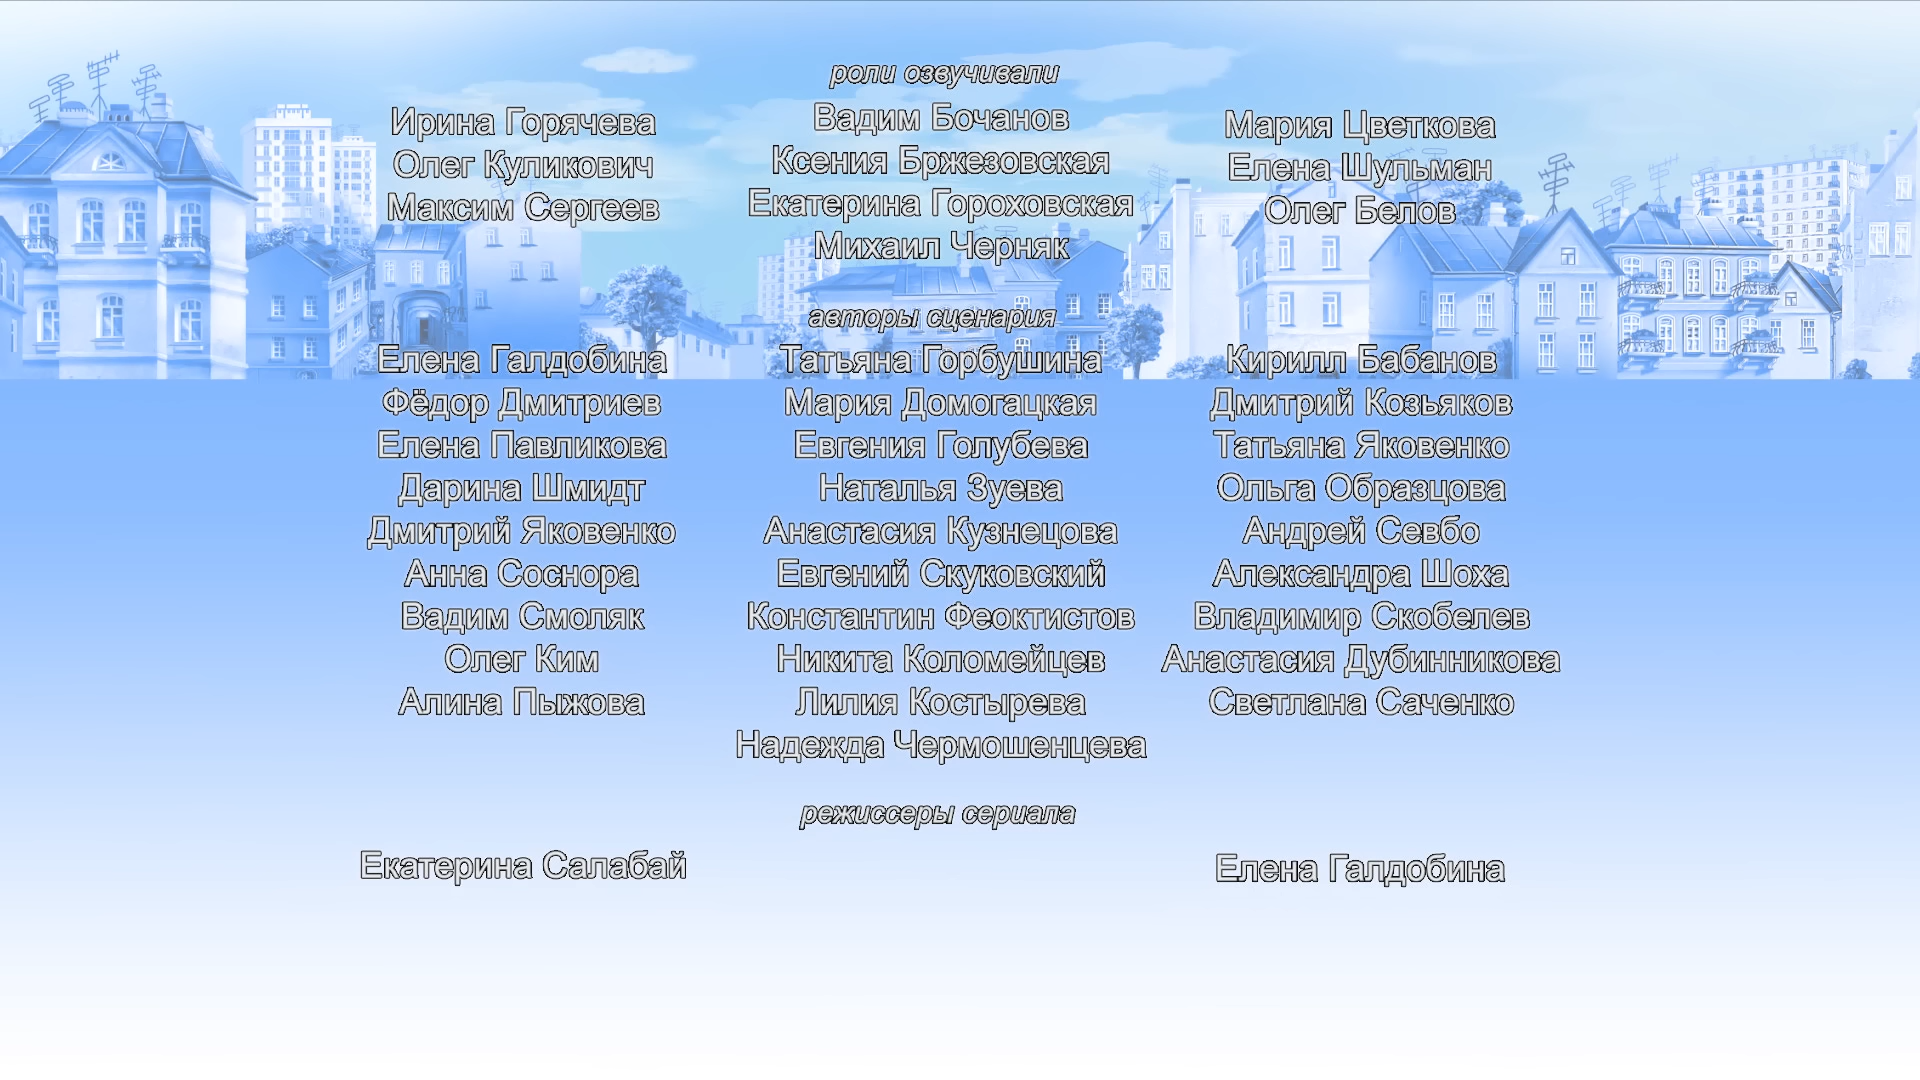 роли озвучивали
Ирина Горячева
Олег Куликович
Максим Сергеев
Вадим Бочанов
Ксения Бржезовская
Екатерина Гороховская
Михаил Черняк
Мария Цветкова
Елена Шульман
Олег Белов
авторы сценария
Елена Галдобина
Фёдор Дмитриев
Елена Павликова
Дарина Шмидт
Дмитрий Яковенко
Анна Соснора
Вадим Смоляк
Олег Ким
Алина Пыжова
Татьяна Горбушина
Мария Домогацкая
Евгения Голубева
Наталья Зуева
Анастасия Кузнецова
Евгений Скуковский
Константин Феоктистов
Никита Коломейцев
Лилия Костырева
Надежда Чермошенцева
Кирилл Бабанов
Дмитрий Козьяков
Татьяна Яковенко
Ольга Образцова
Андрей Севбо
Александра Шоха
Владимир Скобелев
Анастасия Дубинникова
Светлана Саченко
режиссеры сериала
Екатерина Салабай
Елена Галдобина